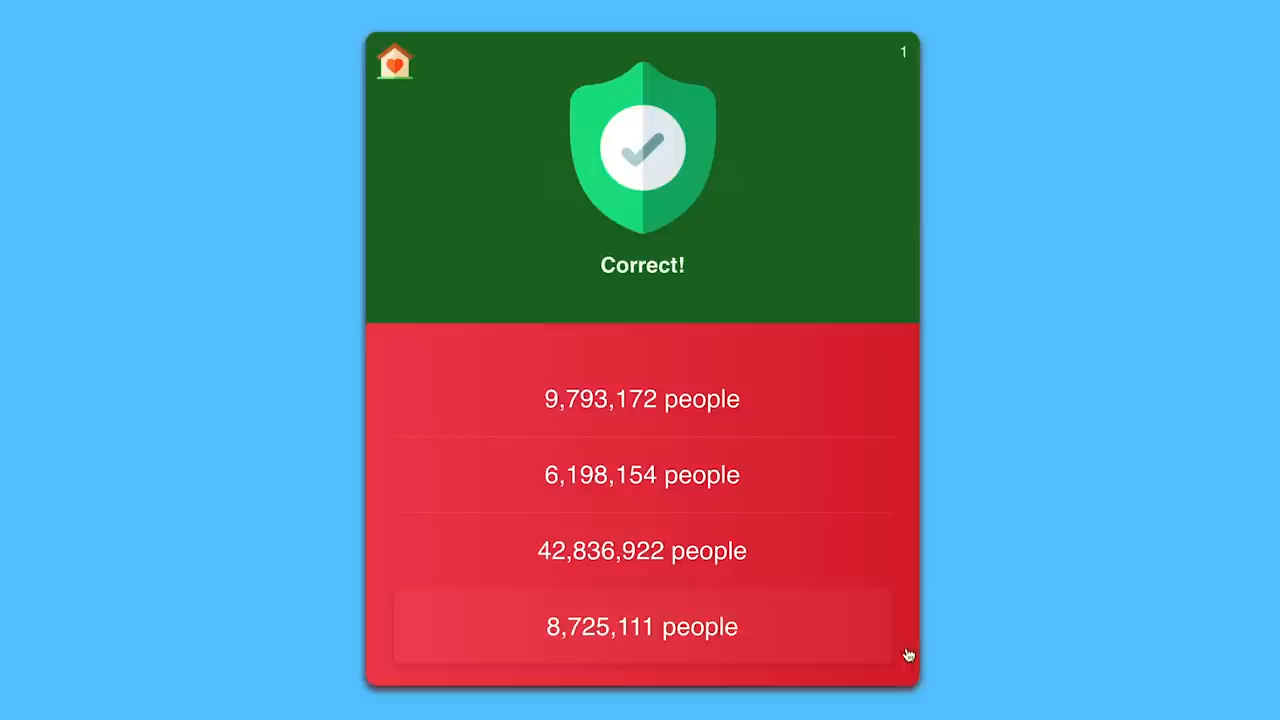 1
Correct!
9,793,172 people
6,198,154 people
42,836,922 people
8,725,111 people